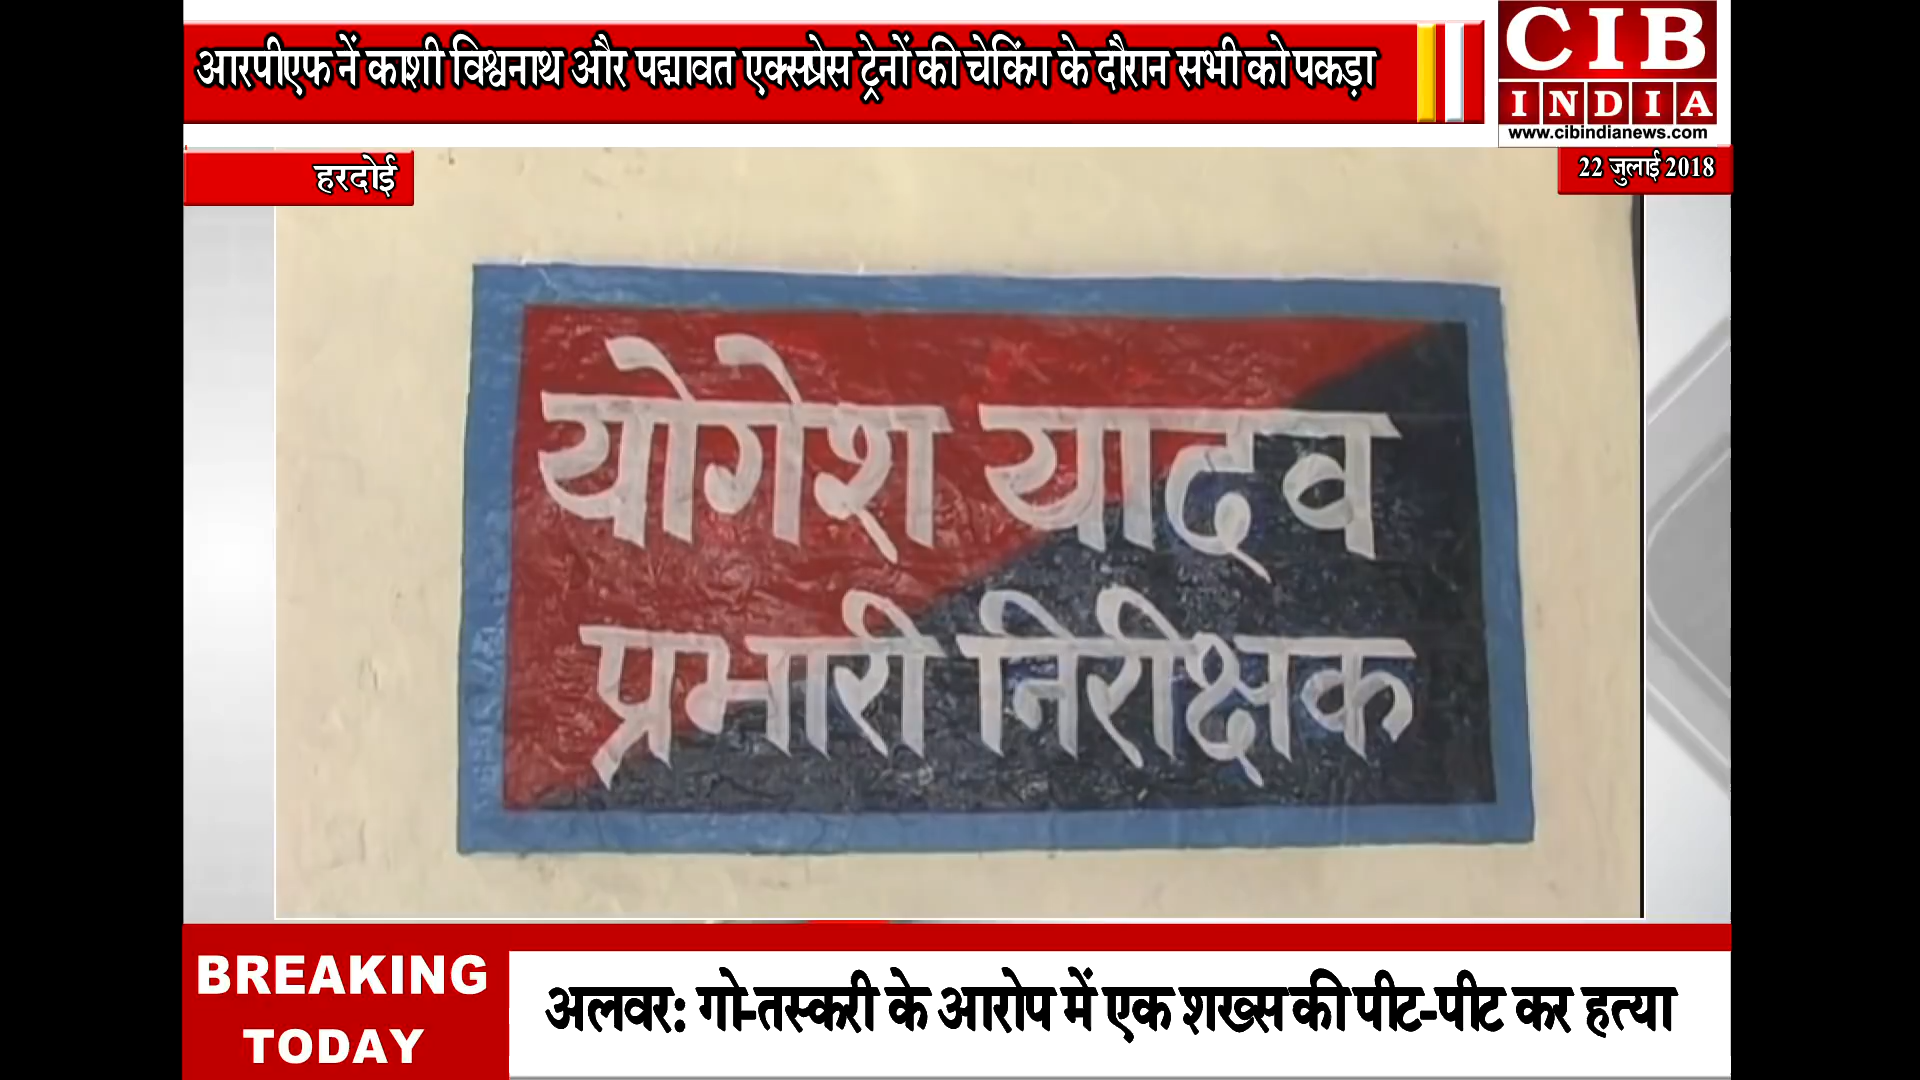 आरपीएफ नें काशी विश्वनाथ और पद्मावत एक्सप्रेस ट्रेनों की चेकिंग के दौरान सभी को पकड़ा
CIB
INDIA
www.cibindianews.com
हरदोई
22 जुलाई 2018
योगेश यादव
प्रभारी निरीक्षक
BREAKING
TODAY
अलवर: गो-तस्करी के आरोप में एक शख्स की पीट-पीट कर हत्या